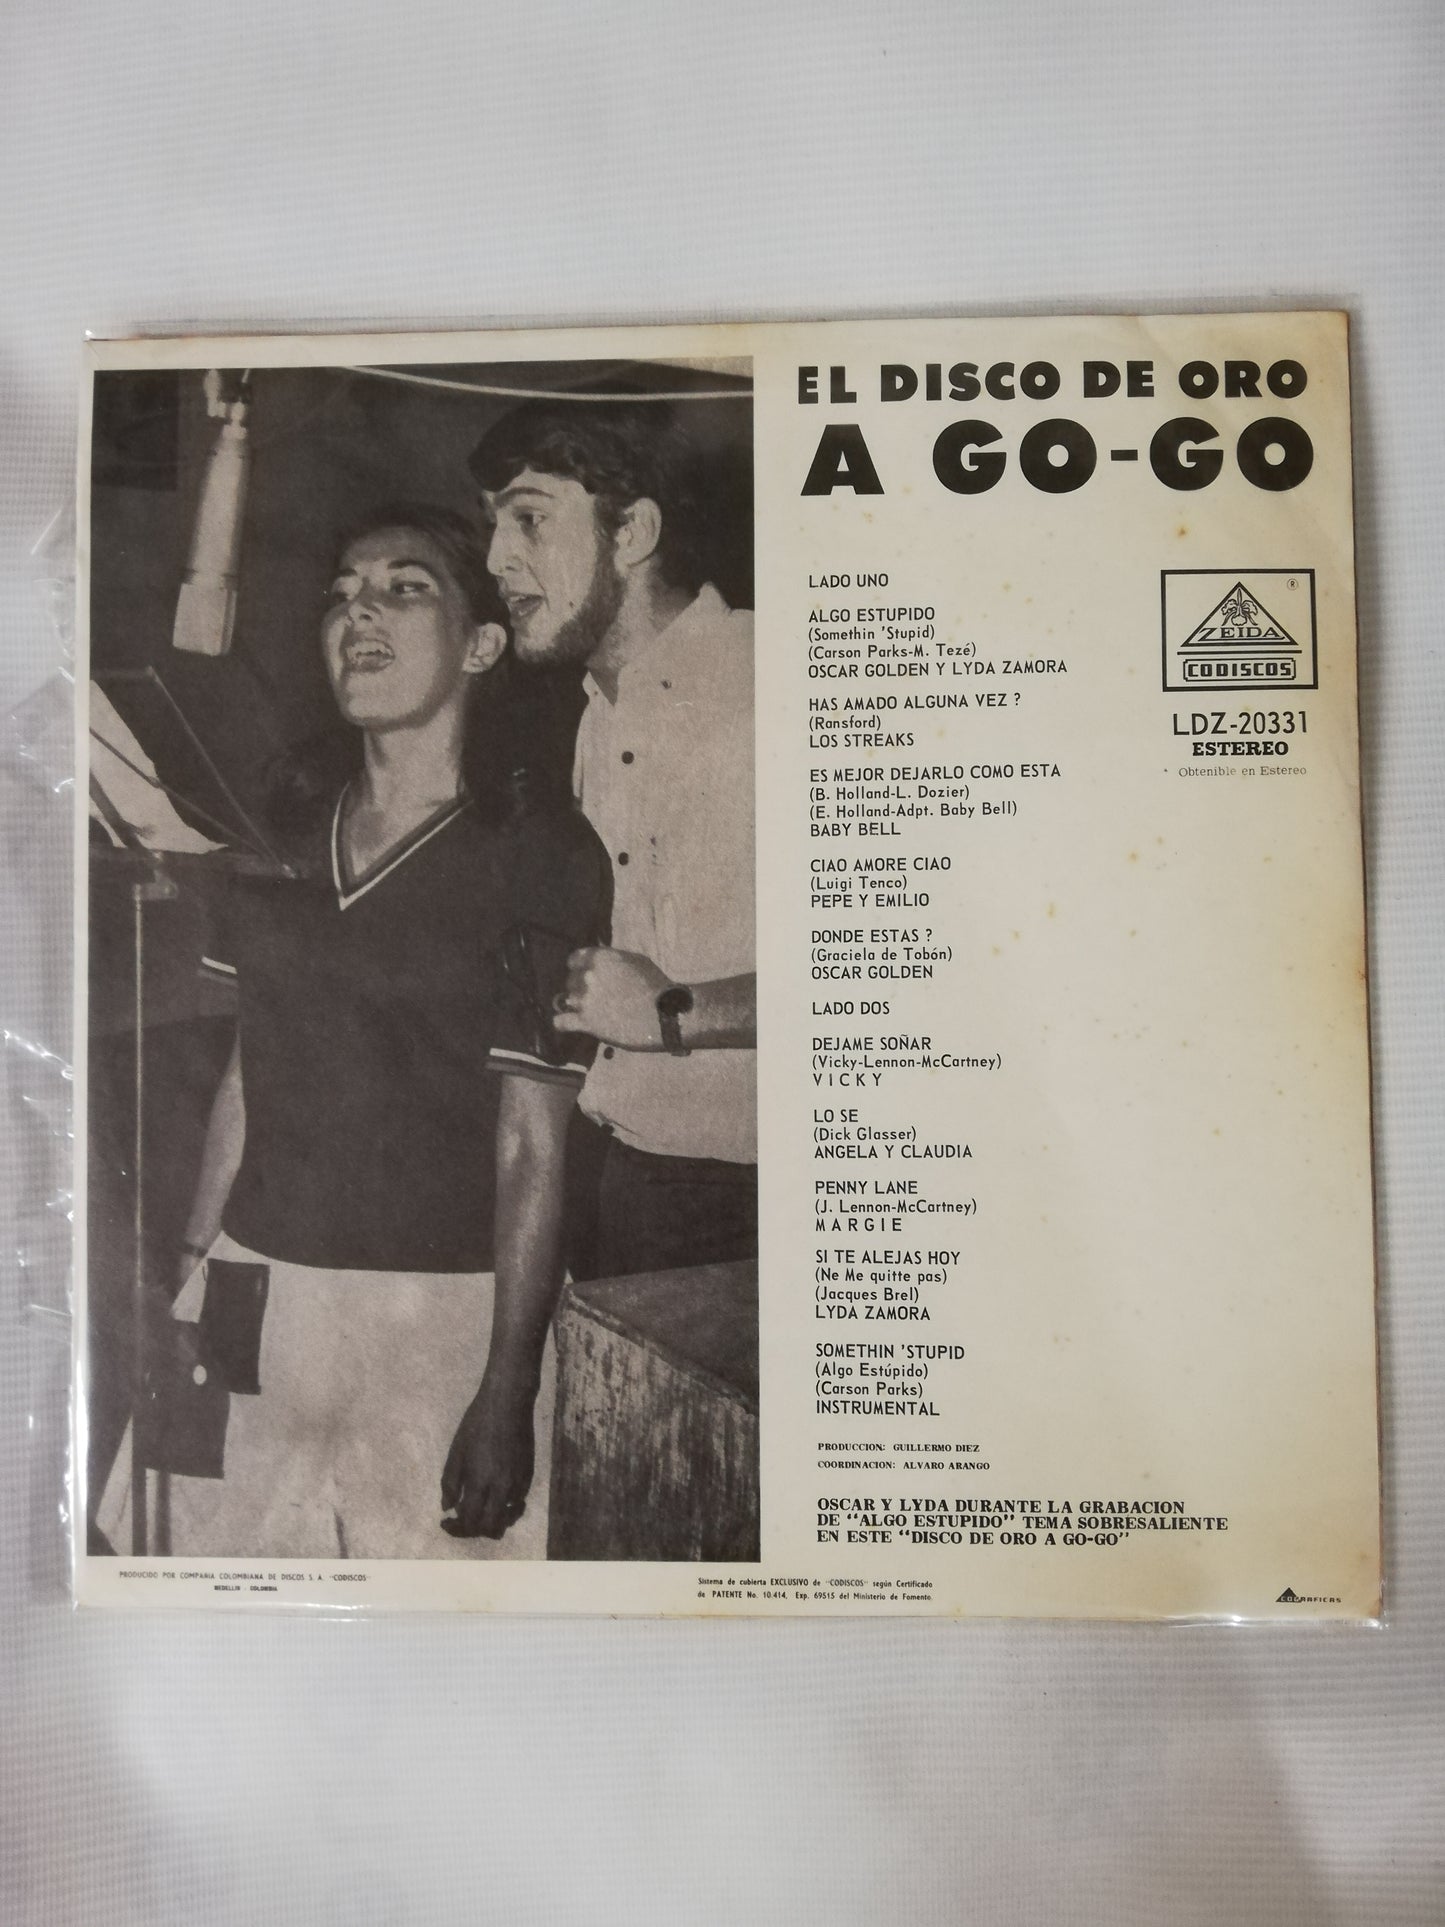 EL DISCO DE ORO
A GO-GO
LADO UNO
ALGO ESTUPIDO
(Somethin 'Stupid)
(Carson Parks-M. Tezé)
OSCAR GOLDEN Y LYDA ZAMORA
HAS AMADO ALGUNA VEZ ?
(Ransford)
LOS STREAKS
ES MEJOR DEJARLO COMO ESTA
(B. Holland-L. Dozier)
(E. Holland-Adpt. Baby Bell)
BABY BELL
CIAO AMORE CIAO
(Luigi Tenco)
PEPE Y EMILIO
DONDE ESTAS ?
(Graciela de Tobón)
OSCAR GOLDEN
LADO DOS
DEJAME SOÑAR
(Vicky-Lennon-McCartney)
VICKY
LO SE
(Dick Glasser)
ANGELA Y CLAUDIA
PENNY LANE
(J. Lennon-McCartney)
MARGIE
SI TE ALEJAS HOY
(Ne Me quitte pas)
(Jacques Brel)
LYDA ZAMORA
SOMETHIN 'STUPID
(Algo Estúpido)
(Carson Parks)
INSTRUMENTAL
PRODUCCION: GUILLERMO DIEZ
COORDINACION: ALVARO ARANGO
OSCAR Y LYDA DURANTE LA GRABACION
DE "ALGO ESTUPIDO" TEMA SOBRESALIENTE
EN ESTE "DISCO DE ORO A GO-GO"
®
ZEIDA
CODISCOS
LDZ-20331
ESTEREO
* Obtenible en Estereo
PRODUCIDO POR COMPAÑIA COLOMBIANA DE DISCOS S. A. "CODISCOS"
MEDELLIN - COLOMBIA
Sistema de cubierta EXCLUSIVO de "CODISCOS" según Certificado
de PATENTE No. 10.414, Exp. 69515 del Ministerio de Fomento.
COGRAFICAS